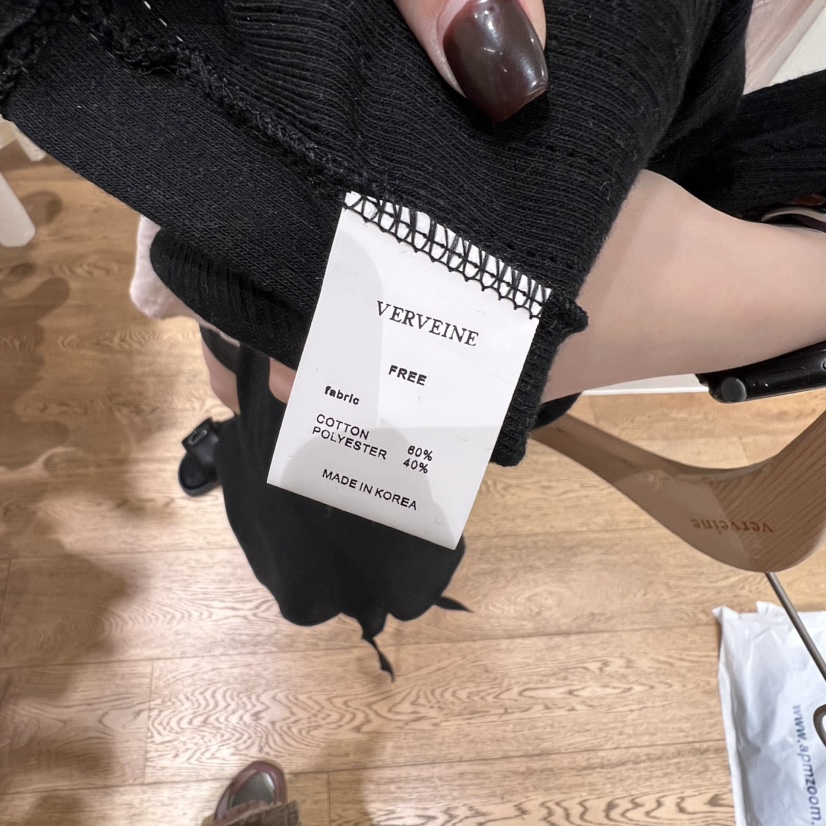 VERVEINE
FREE
fabric
COTTON 60%
POLYESTER 40%
MADE IN KOREA
verveine
www.apmzoom.